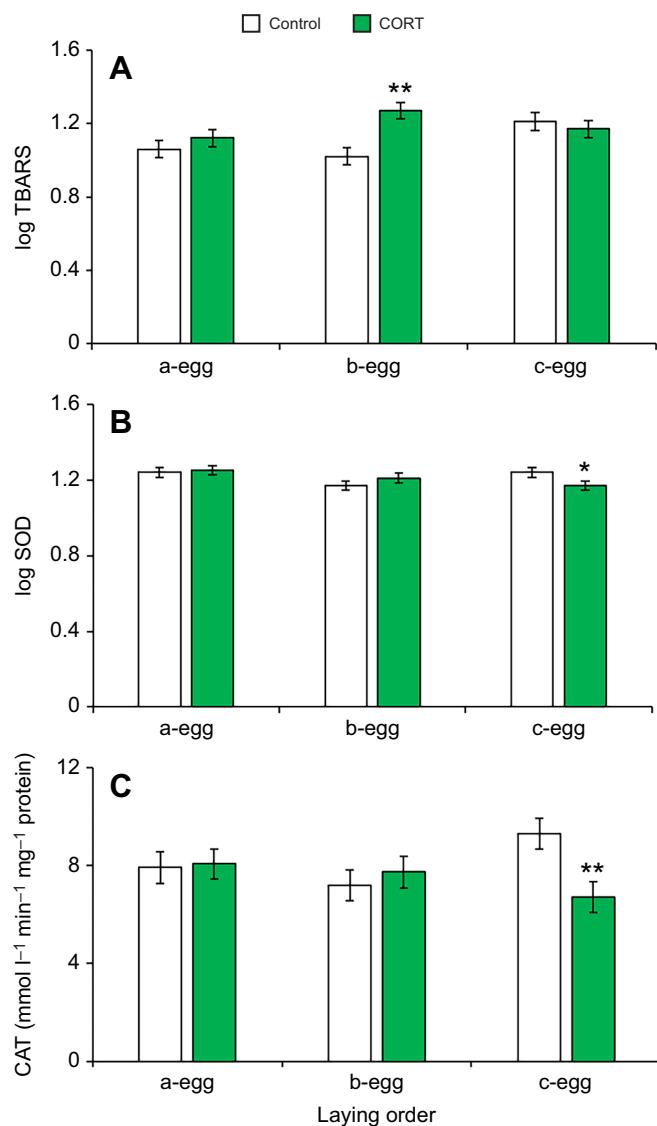 Control CORT
A
1.6
1.2
0.8
0.4
0
log TBARS
**
a-egg b-egg c-egg
B
1.6
1.2
0.8
0.4
0
log SOD
*
a-egg b-egg c-egg
C
12
8
4
0
CAT (mmol l⁻¹ min⁻¹ mg⁻¹ protein)
**
a-egg b-egg c-egg
Laying order